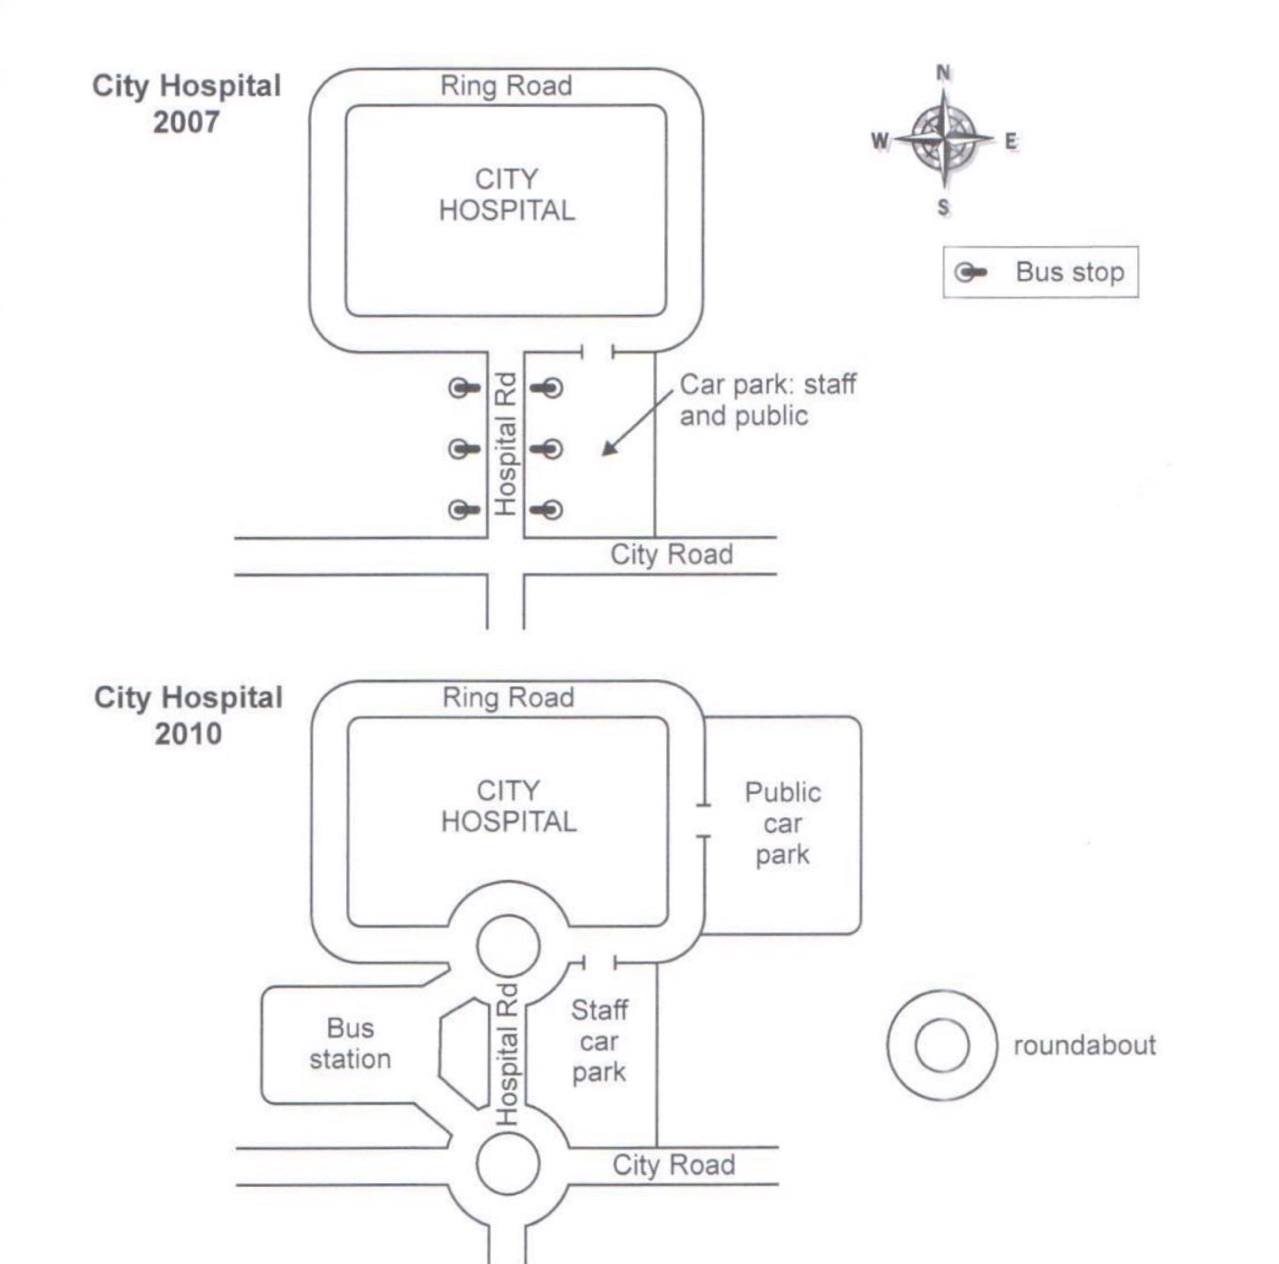 City Hospital
2007
Ring Road
CITY
HOSPITAL
N
W
E
S
Bus stop
Hospital Rd
Car park: staff
and public
City Road
City Hospital
2010
Ring Road
CITY
HOSPITAL
Public
car
park
Bus
station
Hospital Rd
Staff
car
park
roundabout
City Road